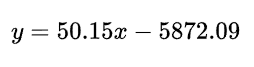 y = 50.15x − 5872.09